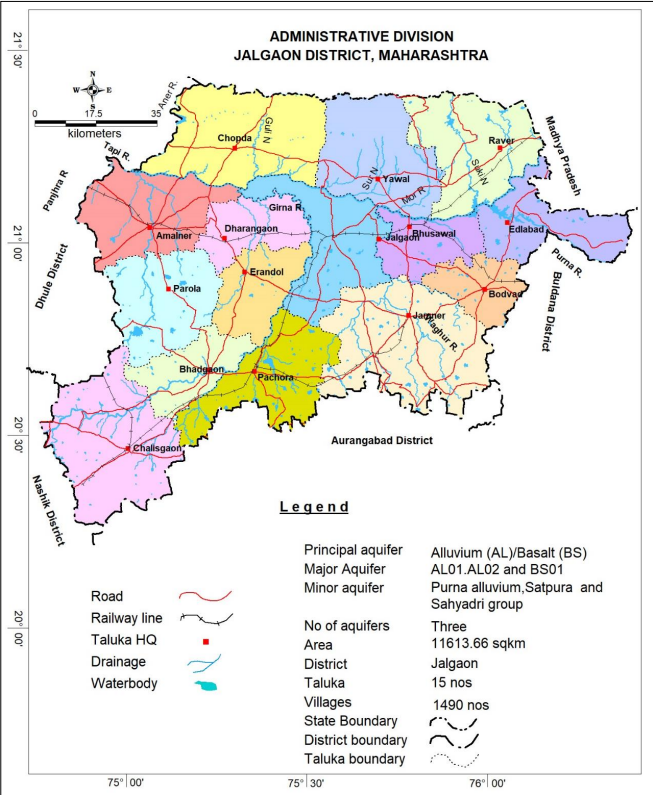 ADMINISTRATIVE DIVISION
JALGAON DISTRICT, MAHARASHTRA
21° 30'
21° 00'
20° 30'
20° 00'
N
W E
S
0 17.5 35
kilometers
Aner R.
Tapi R.
Panjhra R
Chopda
Gul N
Sur N
Yawal
Mor R.
Suki N
Raver
Madhya Pradesh
Girna R.
Amalner
Dharangaon
Jalgaon
Bhusawal
Edlabad
Purna R.
Dhule District
Parola
Erandol
Bodvad
Buldana District
Jamner
Waghur R.
Bhadgaon
Pachora
Chalisgaon
Aurangabad District
Nashik District
Legend
Principal aquifer Alluvium (AL)/Basalt (BS)
Major Aquifer AL01.AL02 and BS01
Minor aquifer Purna alluvium,Satpura and
Sahyadri group
No of aquifers Three
Area 11613.66 sqkm
District Jalgaon
Taluka 15 nos
Villages 1490 nos
State Boundary
District boundary
Taluka boundary
Road
Railway line
Taluka HQ
Drainage
Waterbody
75° 00' 75° 30' 76° 00'